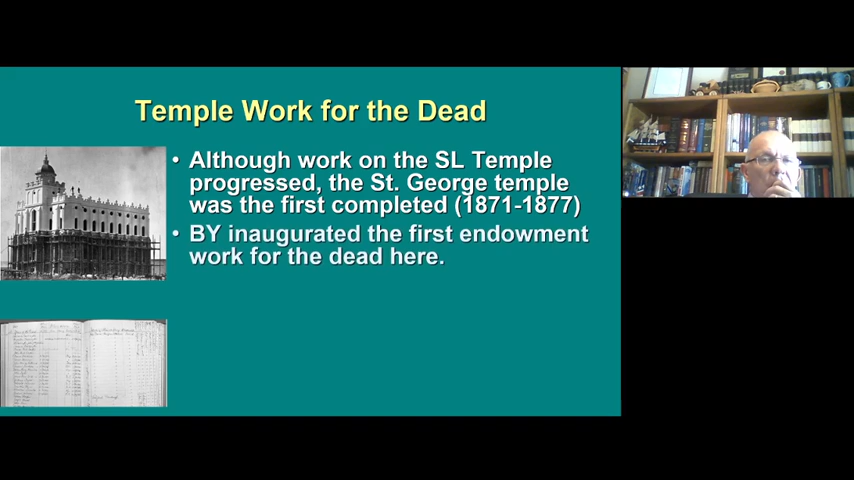 Temple Work for the Dead
• Although work on the SL Temple
progressed, the St. George temple
was the first completed (1871-1877)
• BY inaugurated the first endowment
work for the dead here.